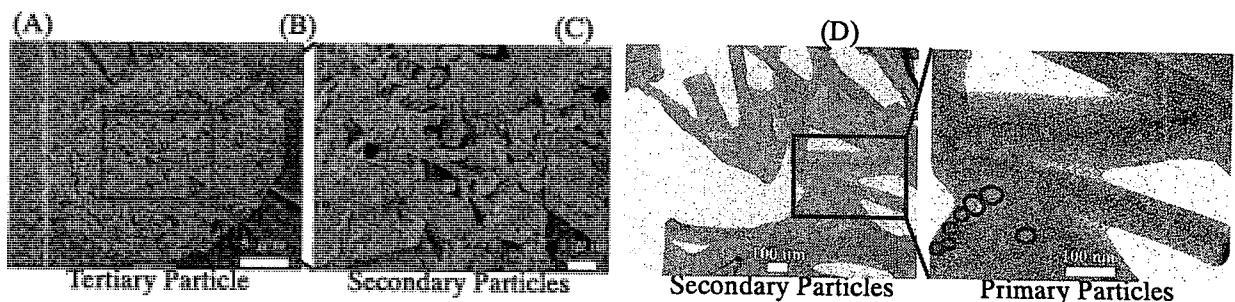 (A)
(B)
(C)
(D)
100 nm
100 nm
Tertiary Particle
Secondary Particles
Secondary Particles
Primary Particles